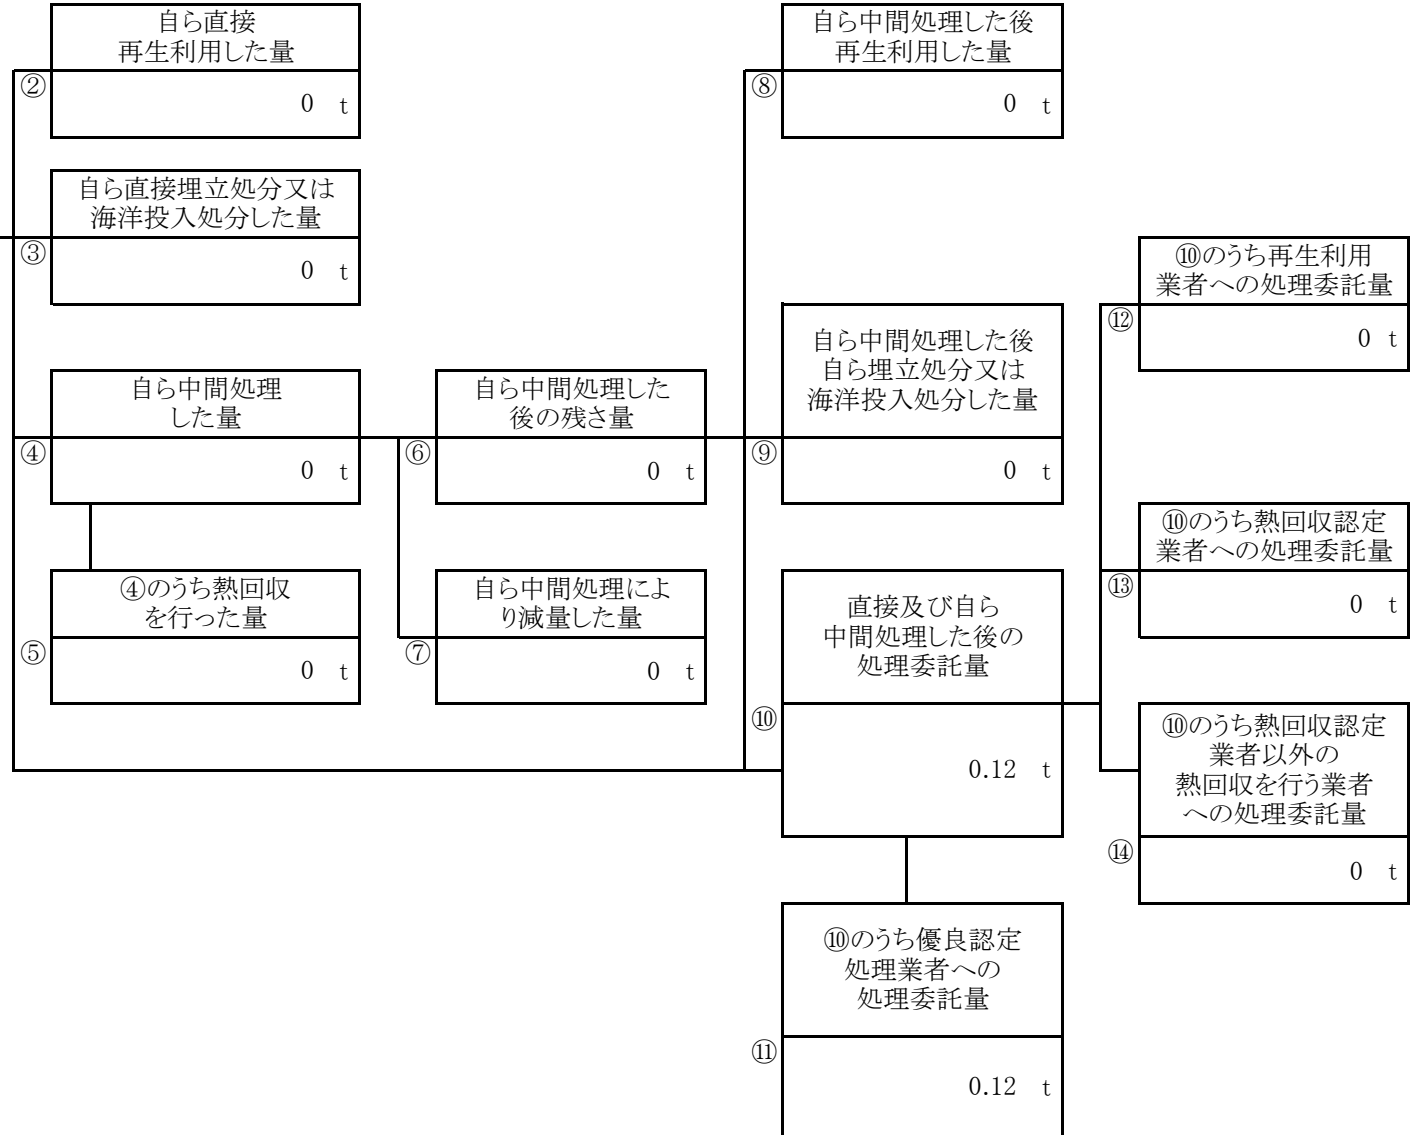 自ら直接
再生利用した量
②
0 t
自ら直接埋立処分又は
海洋投入処分した量
③
0 t
自ら中間処理
した量
④
0 t
④のうち熱回収
を行った量
⑤
0 t
自ら中間処理した
後の残さ量
⑥
0 t
自ら中間処理によ
り減量した量
⑦
0 t
自ら中間処理した後
再生利用した量
⑧
0 t
自ら中間処理した後
自ら埋立処分又は
海洋投入処分した量
⑨
0 t
直接及び自ら
中間処理した後の
処理委託量
⑩
0.12 t
⑩のうち優良認定
処理業者への
処理委託量
⑪
0.12 t
⑩のうち再生利用
業者への処理委託量
⑫
0 t
⑩のうち熱回収認定
業者への処理委託量
⑬
0 t
⑩のうち熱回収認定
業者以外の
熱回収を行う業者
への処理委託量
⑭
0 t